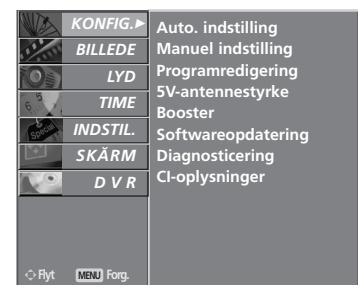 KONFIG.
BILLEDE
LYD
TIME
INDSTIL.
SKĂRM
D V R
Auto. indstilling
Manuel indstilling
Programredigering
5V-antennestyrke
Booster
Softwareopdatering
Diagnosticering
CI-oplysninger
Flyt MENU Forg.